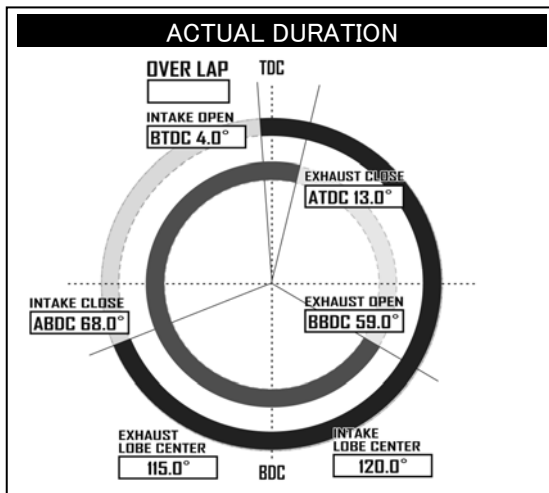 ACTUAL DURATION
OVER LAP
TDC
INTAKE OPEN
BTDC 4.0°
EXHAUST CLOSE
ATDC 13.0°
INTAKE CLOSE
ABDC 68.0°
EXHAUST OPEN
BBDC 59.0°
EXHAUST
LOBE CENTER
115.0°
BDC
INTAKE
LOBE CENTER
120.0°